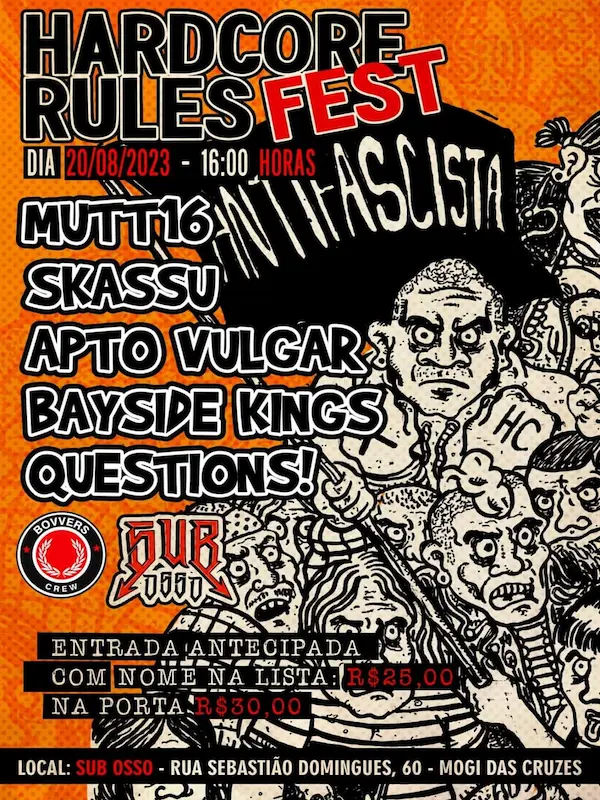 HARDCORE
RULES FEST
DIA 20/08/2023 - 16:00 HORAS
ANTIFASCISTA
MUTT16
SKASSU
APTO VULGAR
BAYSIDE KINGS
QUESTIONS!
HC
BOVVERS
CREW
SUB
OSSO
ENTRADA ANTECIPADA
COM NOME NA LISTA: R$25,00
NA PORTA R$30,00
LOCAL: SUB OSSO - RUA SEBASTIÃO DOMINGUES, 60 - MOGI DAS CRUZES